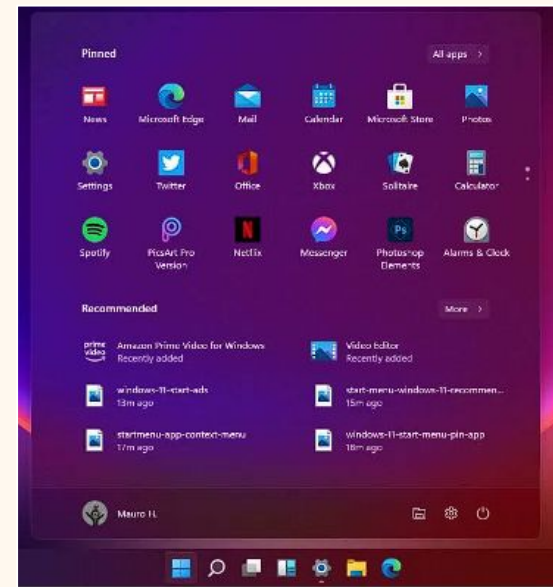 Pinned
All apps >
News
Microsoft Edge
Mail
Calendar
Microsoft Store
Photos
Settings
Twitter
Office
Xbox
Solitaire
Calculator
Spotify
PicsArt Pro
Version
Netflix
Messenger
Ps
Photoshop
Elements
Alarms & Clock
Recommended
More >
prime
video
Amazon Prime Video for Windows
Recently added
Video Editor
Recently added
windows-11-start-ads
13m ago
start-menu-windows-11-recommen...
15m ago
startmenu-app-context-menu
17m ago
windows-11-start-menu-pin-app
18m ago
Mauro H.